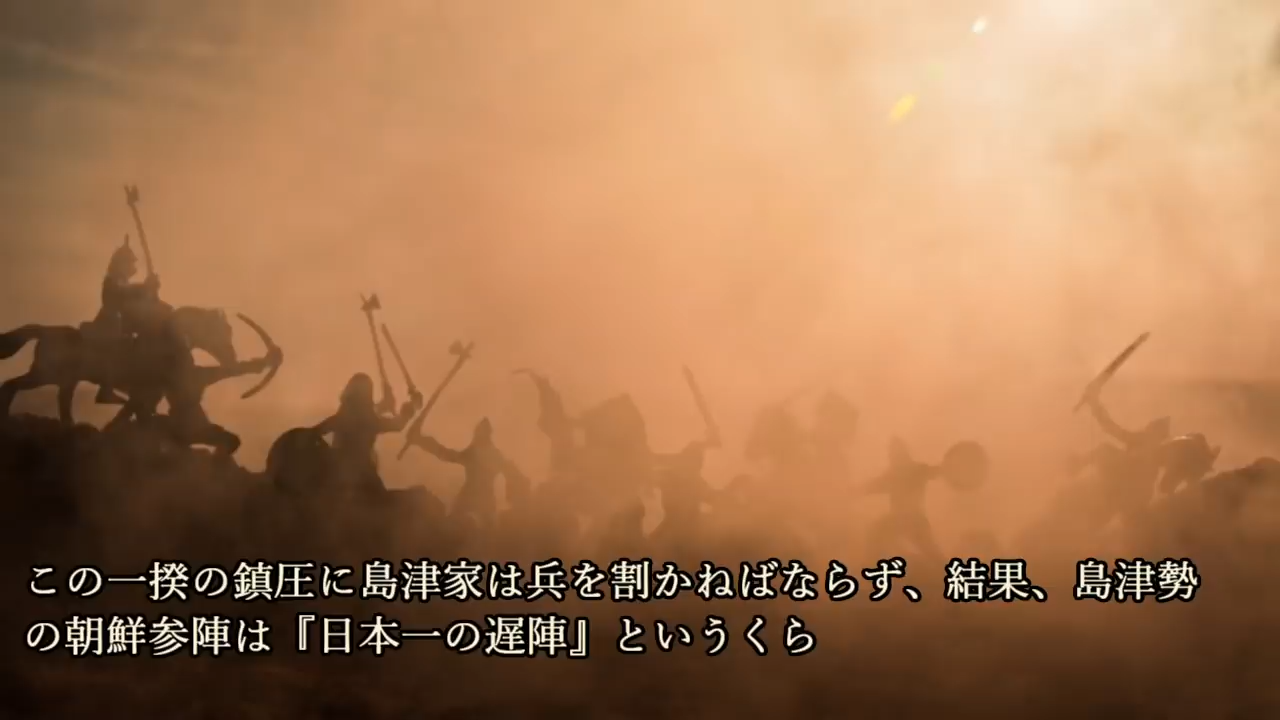 この一揆の鎮圧に島津家は兵を割かねばならず、結果、島津勢
の朝鮮参陣は『日本一の遅陣』というくら